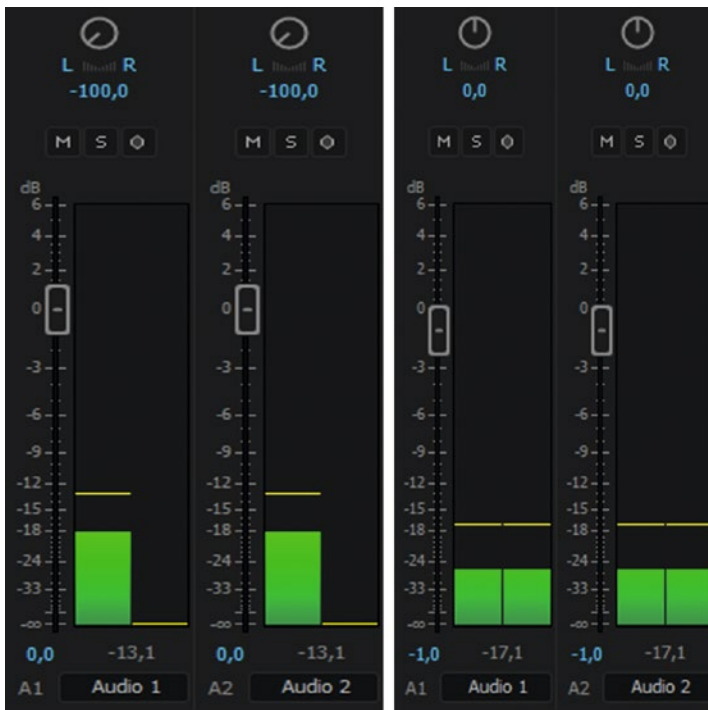 L R L R L R L R
-100,0 -100,0 0,0 0,0
M S M S M S M S
dB dB dB dB
6 6 6 6
4 4 4 4
2 2 2 2
0 0 0 0
-3 -3 -3 -3
-6 -6 -6 -6
-9 -9 -9 -9
-12 -12 -12 -12
-15 -15 -15 -15
-18 -18 -18 -18
-24 -24 -24 -24
-33 -33 -33 -33
-∞ -∞ -∞ -∞
0,0 -13,1 0,0 -13,1 -1,0 -17,1 -1,0 -17,1
A1 Audio 1 A2 Audio 2 A1 Audio 1 A2 Audio 2